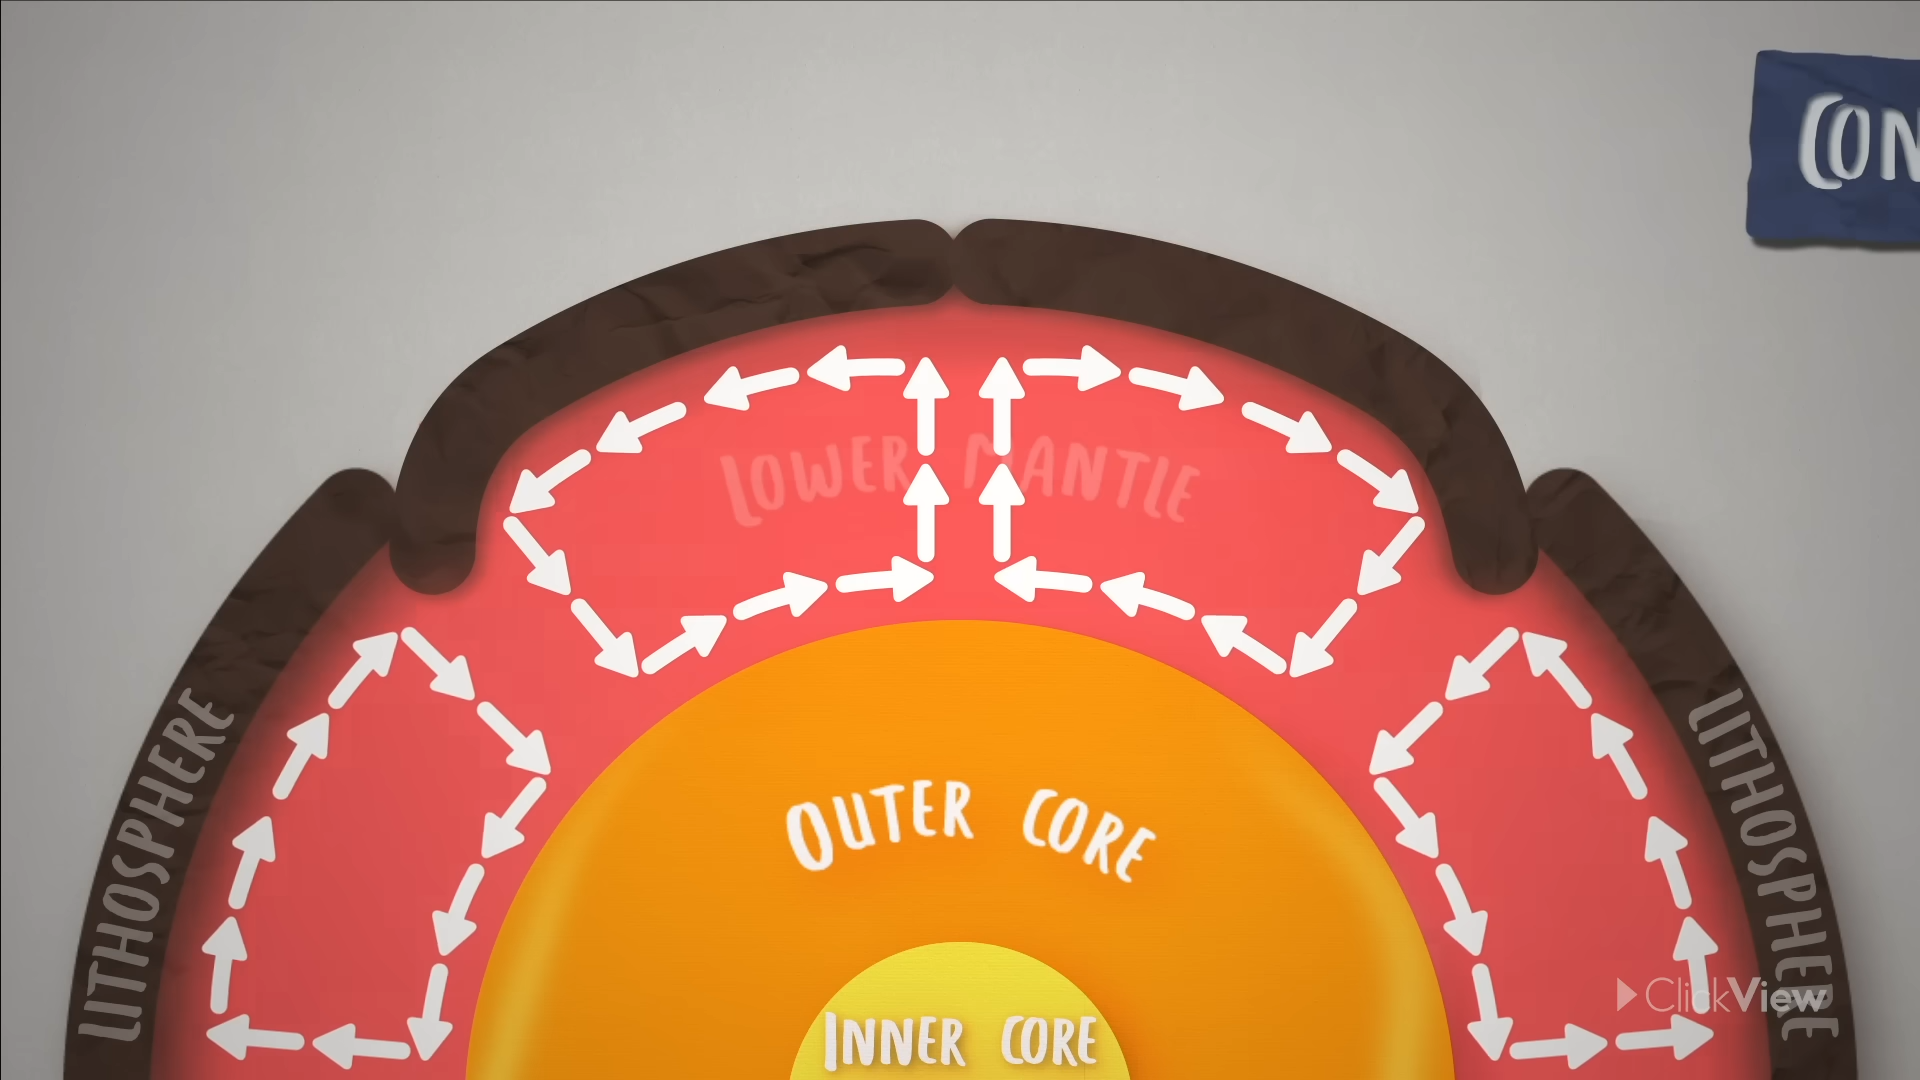 CON
LOWER MANTLE
LITHOSPHERE
LITHOSPHERE
OUTER CORE
ClickView
INNER CORE